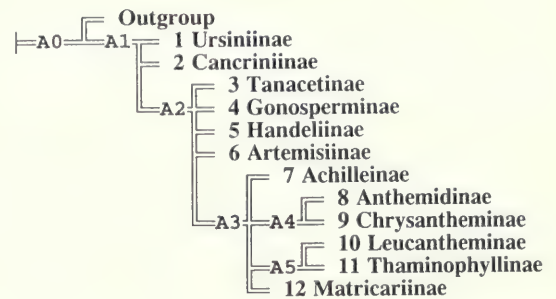 Outgroup
A0 A1 1 Ursiniinae
2 Cancriniinae
3 Tanacetinae
A2 4 Gonosperminae
5 Handeliinae
6 Artemisiinae
7 Achilleinae
8 Anthemidinae
A3 A4 9 Chrysantheminae
10 Leucantheminae
A5 11 Thaminophyllinae
12 Matricariinae